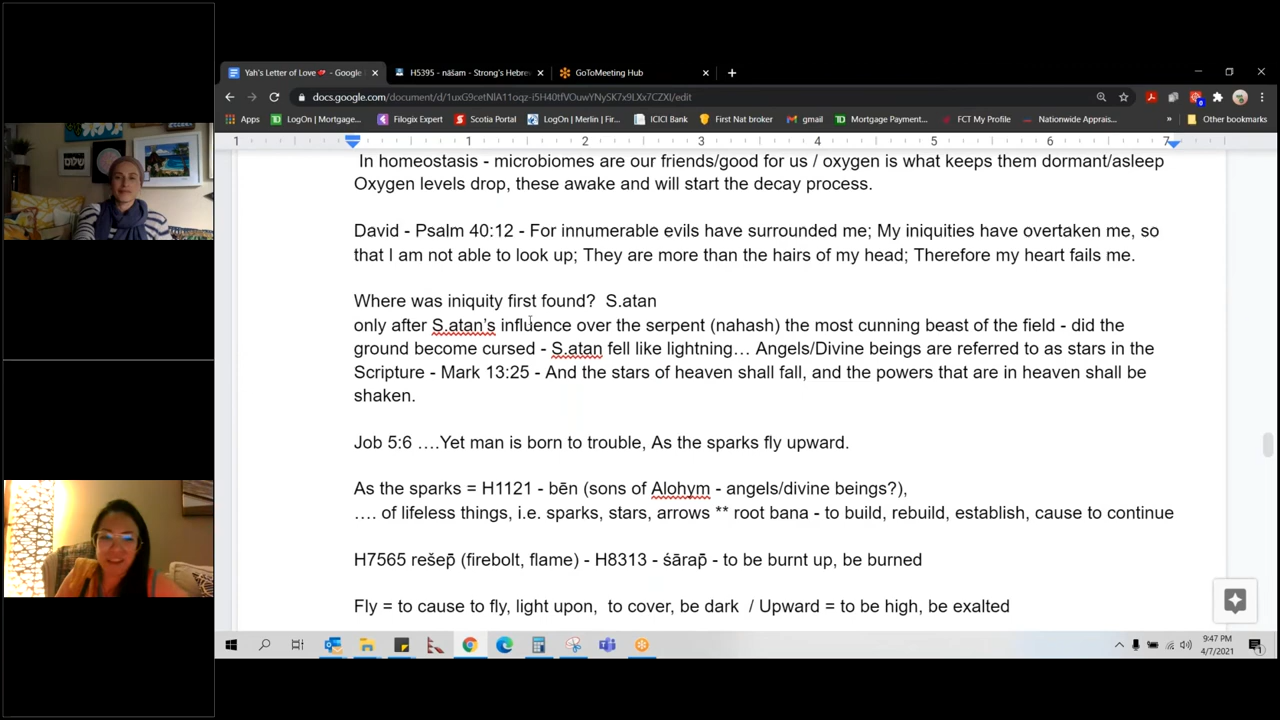 Yah's Letter of Love 💋 - Google
H5395 - nāšam - Strong's Hebre
GoToMeeting Hub
docs.google.com/document/d/1uxG9cetNlA11oqz-i5H40tfVOuwYNySK7x9LXx7CZXI/edit
Apps
LogOn | Mortgage...
Filogix Expert
Scotia Portal
LogOn | Merlin | Fir...
ICICI Bank
First Nat broker
gmail
Mortgage Payment...
FCT My Profile
Nationwide Apprais...
»
Other bookmarks
1 1 2 3 4 5 6 7
In homeostasis - microbiomes are our friends/good for us / oxygen is what keeps them dormant/asleep
Oxygen levels drop, these awake and will start the decay process.
David - Psalm 40:12 - For innumerable evils have surrounded me; My iniquities have overtaken me, so
that I am not able to look up; They are more than the hairs of my head; Therefore my heart fails me.
Where was iniquity first found?  S.atan
only after S.atan's influence over the serpent (nahash) the most cunning beast of the field - did the
ground become cursed - S.atan fell like lightning… Angels/Divine beings are referred to as stars in the
Scripture - Mark 13:25 - And the stars of heaven shall fall, and the powers that are in heaven shall be
shaken.
Job 5:6 ….Yet man is born to trouble, As the sparks fly upward.
As the sparks = H1121 - bēn (sons of Alohym - angels/divine beings?),
…. of lifeless things, i.e. sparks, stars, arrows ** root bana - to build, rebuild, establish, cause to continue
H7565 rešep̄ (firebolt, flame) - H8313 - śārap̄ - to be burnt up, be burned
Fly = to cause to fly, light upon,  to cover, be dark  / Upward = to be high, be exalted
9:47 PM
4/7/2021